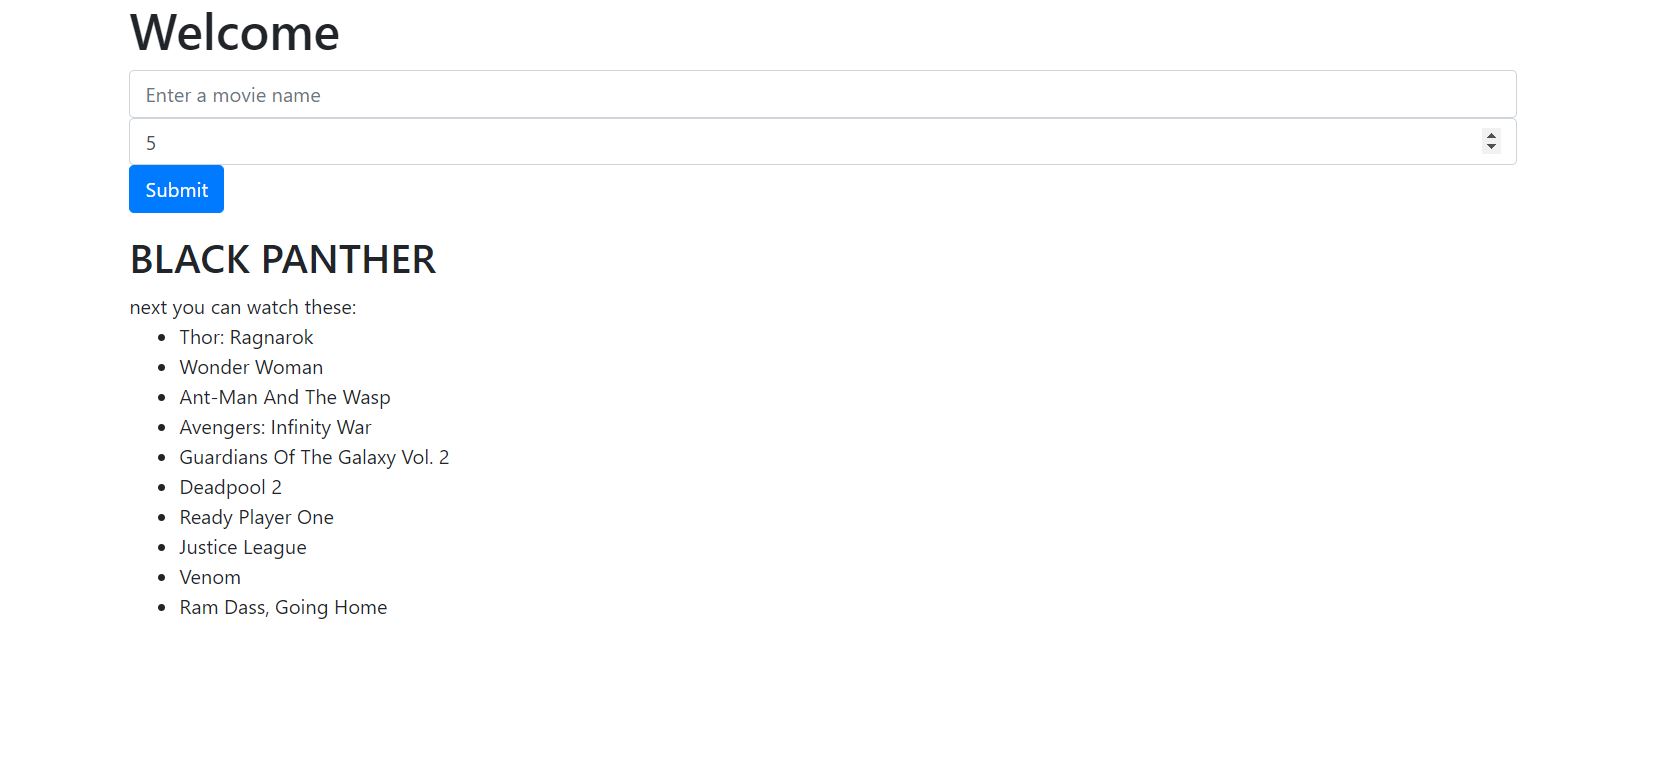 Welcome
Enter a movie name
5
Submit
BLACK PANTHER
next you can watch these:
Thor: Ragnarok
Wonder Woman
Ant-Man And The Wasp
Avengers: Infinity War
Guardians Of The Galaxy Vol. 2
Deadpool 2
Ready Player One
Justice League
Venom
Ram Dass, Going Home